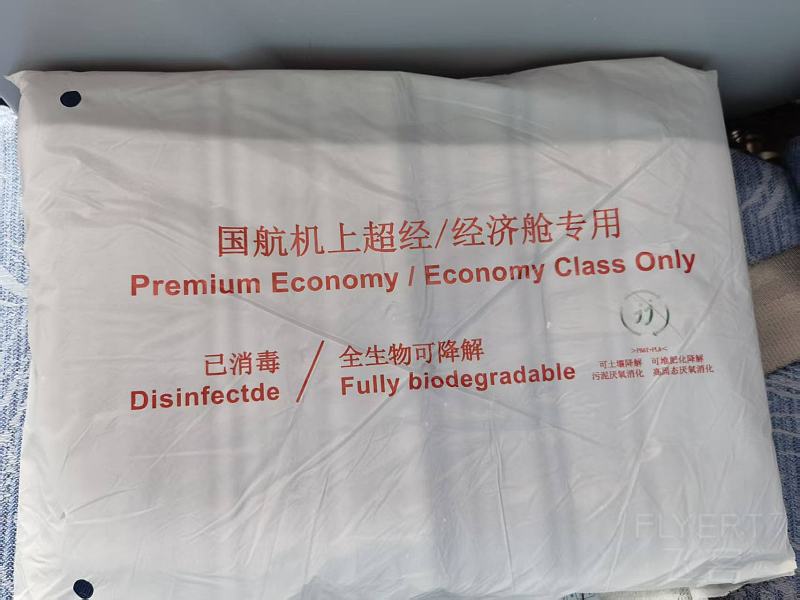 国航机上超经/经济舱专用
Premium Economy / Economy Class Only
已消毒 / 全生物可降解
Disinfectde Fully biodegradable
>PBAT+PLA<
可土壤降解 可堆肥化降解
污泥厌氧消化 高固态厌氧消化